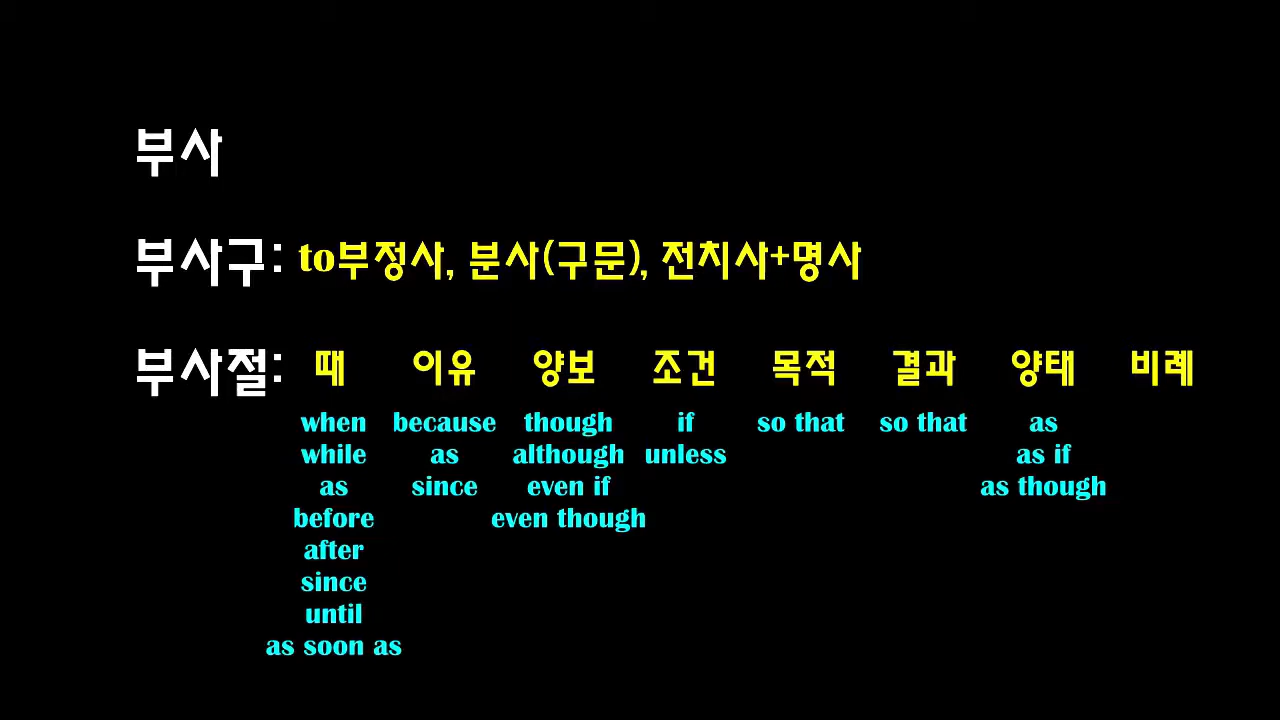 부사
부사구: to부정사, 분사(구문), 전치사+명사
부사절: 때 이유 양보 조건 목적 결과 양태 비례
when because though if so that so that as
while as although unless as if
as since even if as though
before even though
after
since
until
as soon as